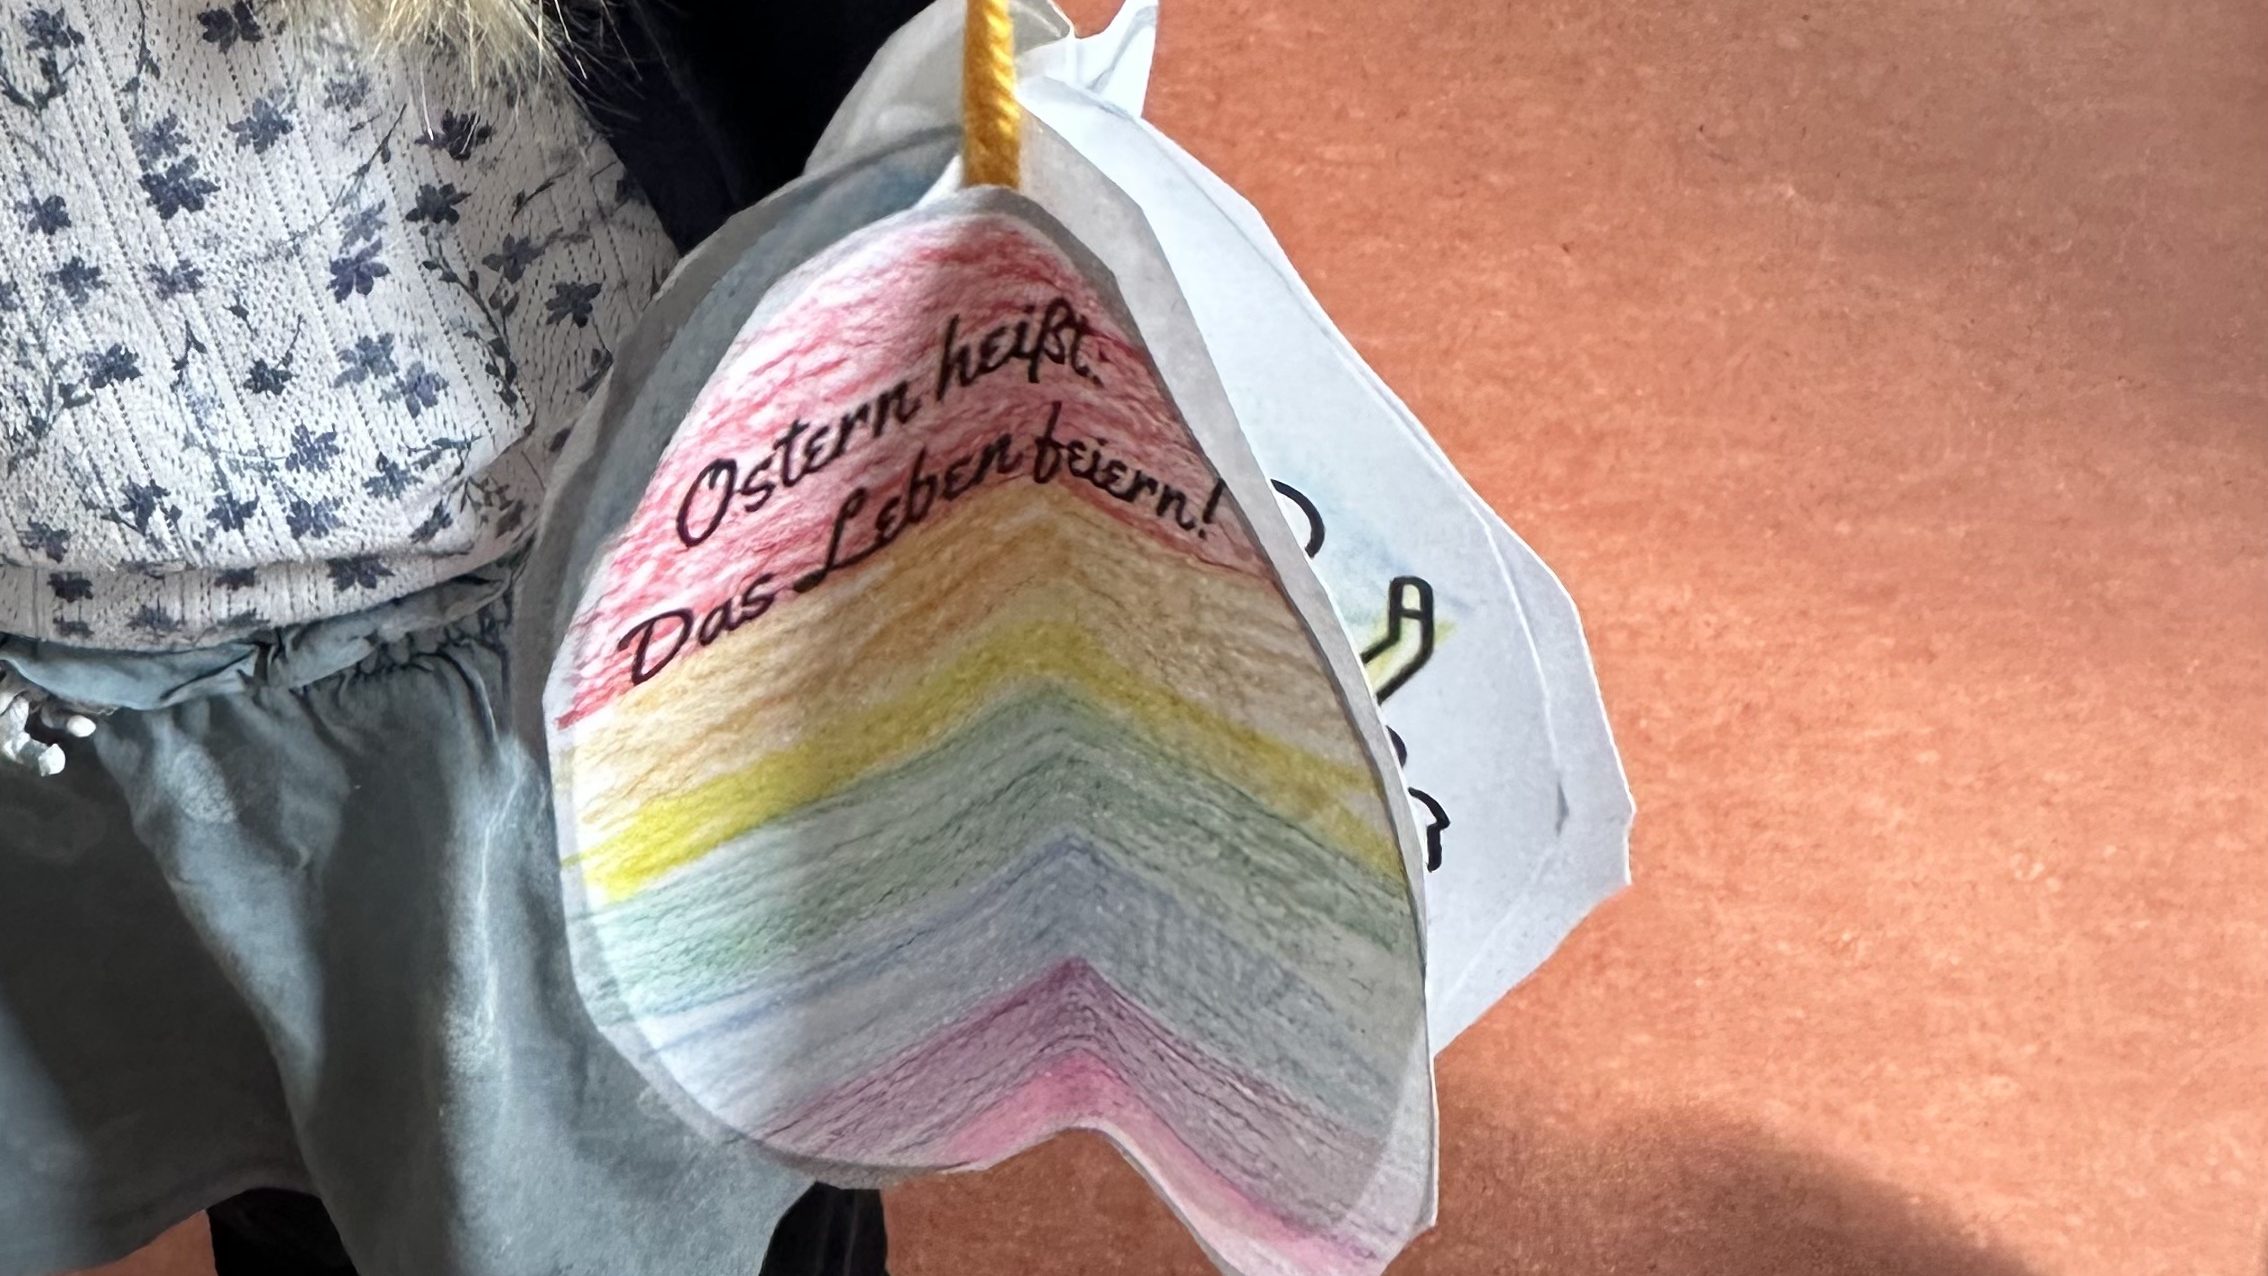 Ostern heißt:
Das Leben feiern!